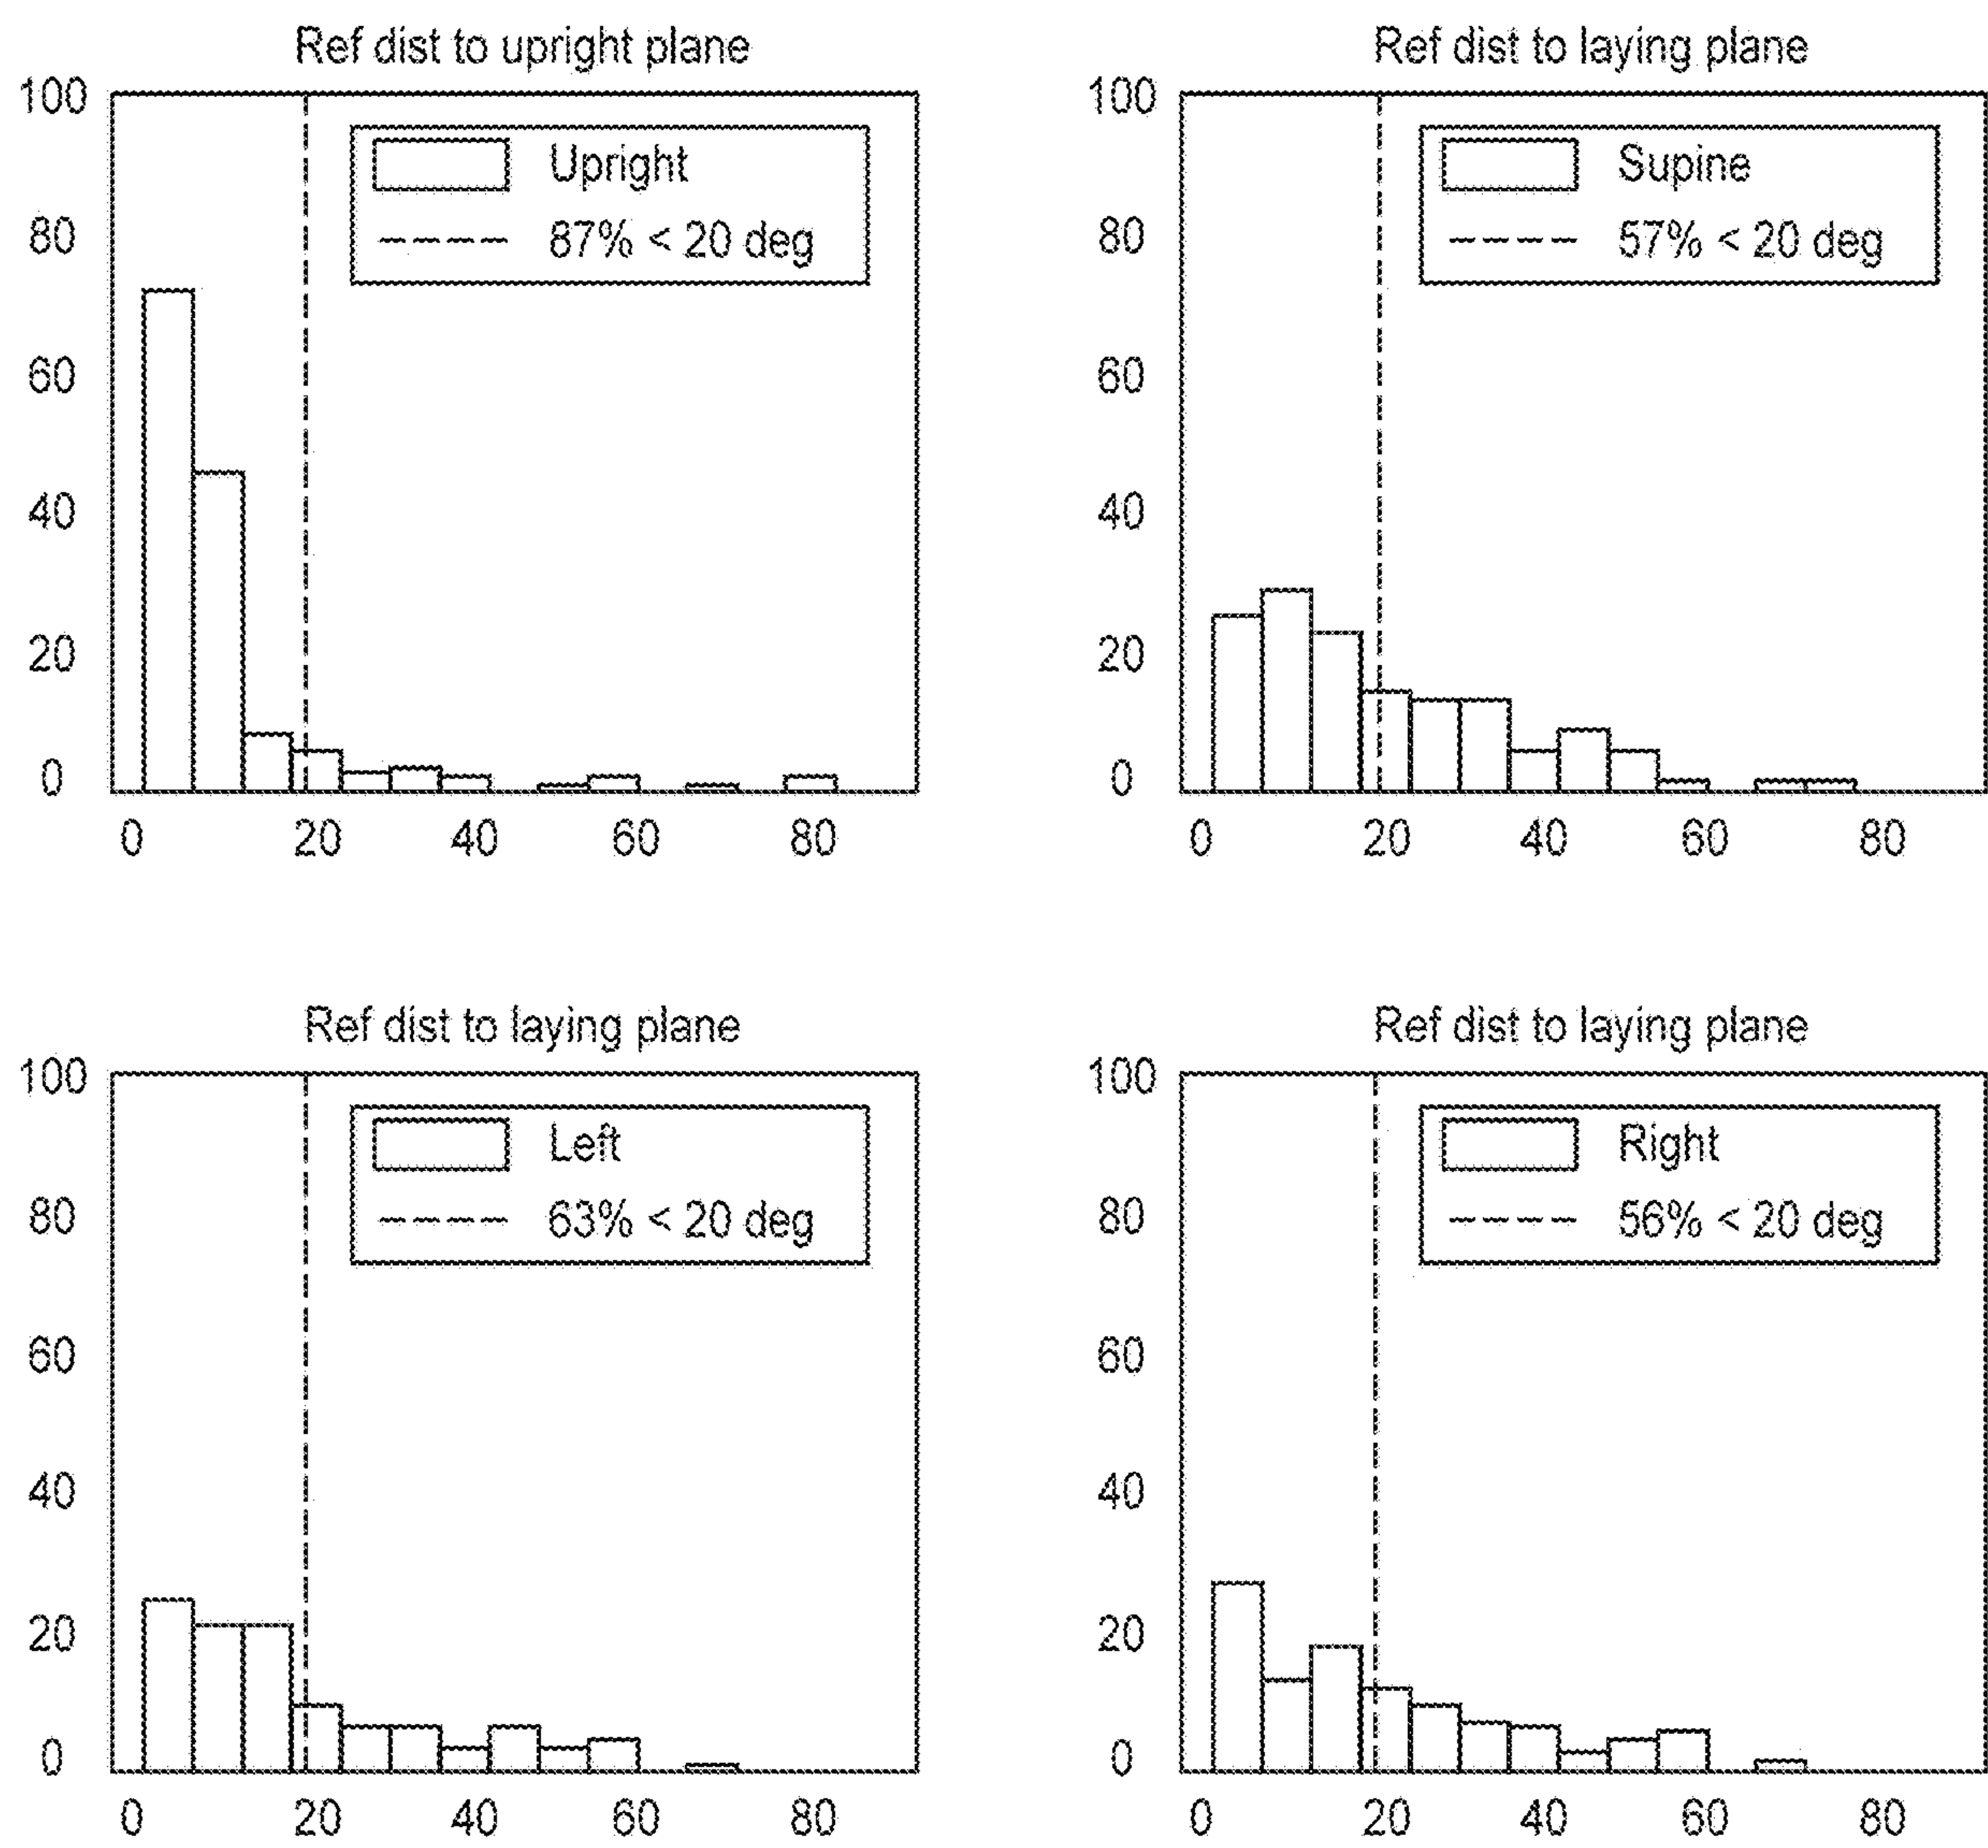 Ref dist to upright plane
100
80
60
40
20
0
Upright
87% < 20 deg
0 20 40 60 80
Ref dist to laying plane
100
80
60
40
20
0
Supine
57% < 20 deg
0 20 40 60 80
Ref dist to laying plane
100
80
60
40
20
0
Left
63% < 20 deg
0 20 40 60 80
Ref dist to laying plane
100
80
60
40
20
0
Right
56% < 20 deg
0 20 40 60 80